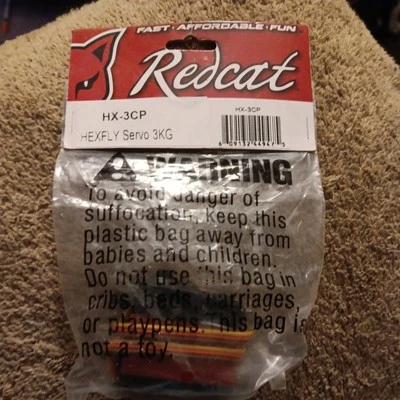 FAST · AFFORDABLE · FUN
Redcat
HX-3CP
HX-3CP
HEXFLY Servo 3KG
WARNING
To avoid danger of
suffocation, keep this
plastic bag away from
babies and children.
Do not use this bag in
cribs, beds, carriages,
or playpens. This bag is
not a toy.